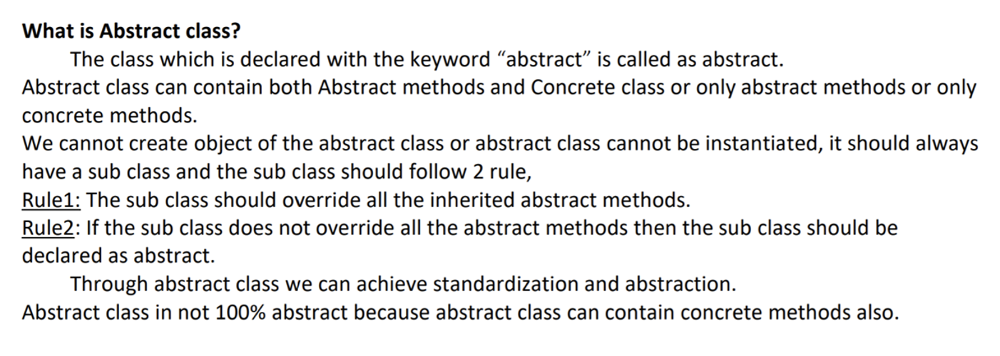 What is Abstract class?
The class which is declared with the keyword “abstract” is called as abstract.
Abstract class can contain both Abstract methods and Concrete class or only abstract methods or only
concrete methods.
We cannot create object of the abstract class or abstract class cannot be instantiated, it should always
have a sub class and the sub class should follow 2 rule,
Rule1: The sub class should override all the inherited abstract methods.
Rule2: If the sub class does not override all the abstract methods then the sub class should be
declared as abstract.
Through abstract class we can achieve standardization and abstraction.
Abstract class in not 100% abstract because abstract class can contain concrete methods also.